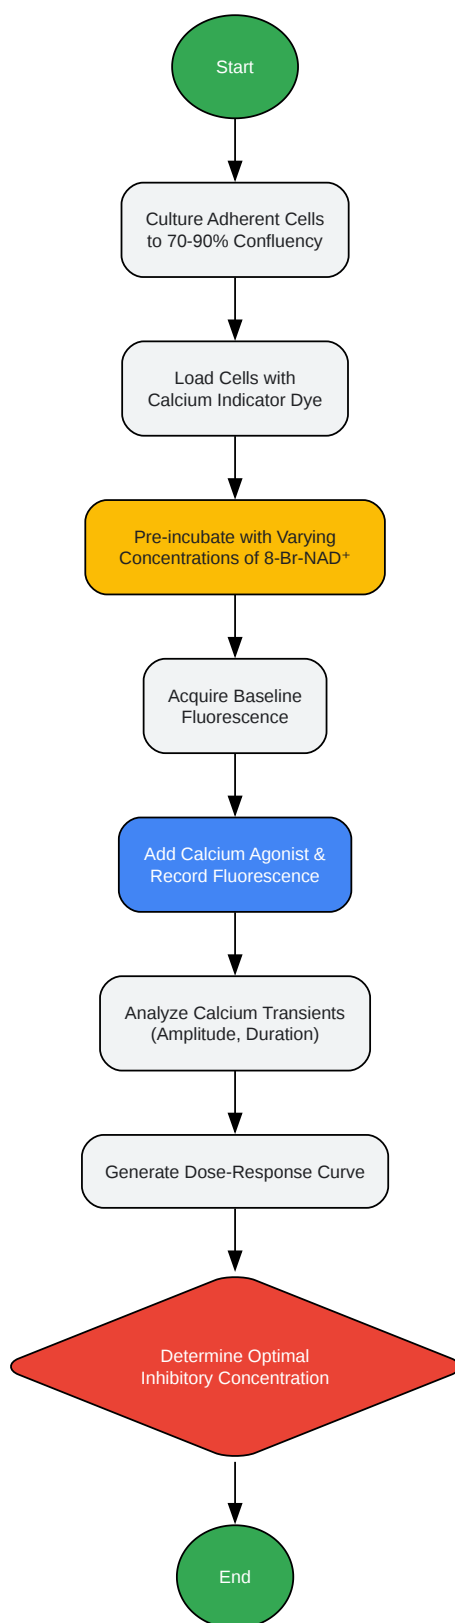 Start
Culture Adherent Cells
to 70-90% Confluency
Load Cells with
Calcium Indicator Dye
Pre-incubate with Varying
Concentrations of 8-Br-NAD⁺
Acquire Baseline
Fluorescence
Add Calcium Agonist &
Record Fluorescence
Analyze Calcium Transients
(Amplitude, Duration)
Generate Dose-Response Curve
Determine Optimal
Inhibitory Concentration
End